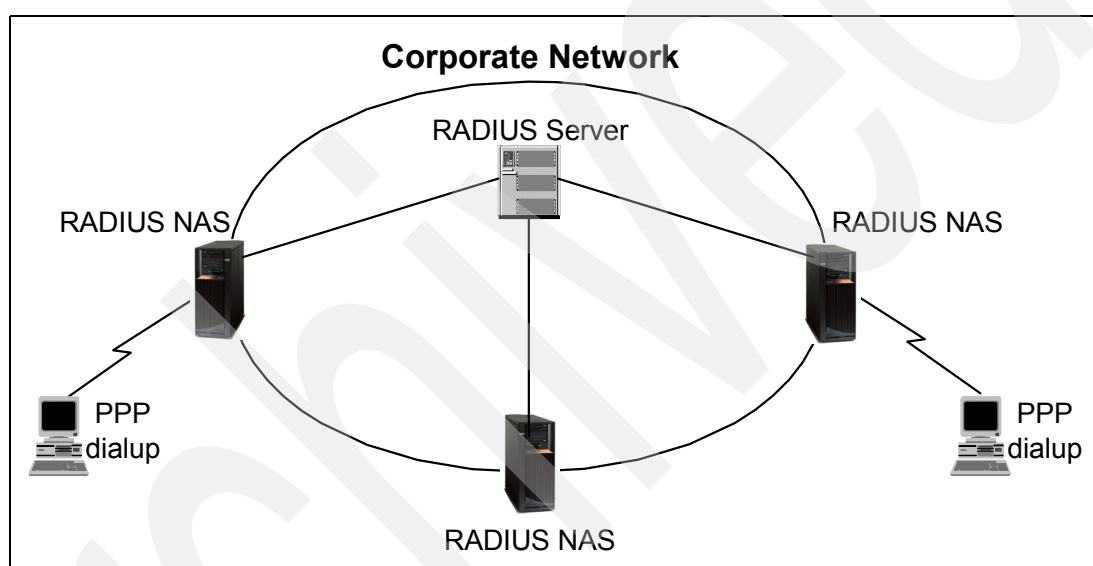 Corporate Network
RADIUS Server
RADIUS NAS
RADIUS NAS
PPP
dialup
PPP
dialup
RADIUS NAS